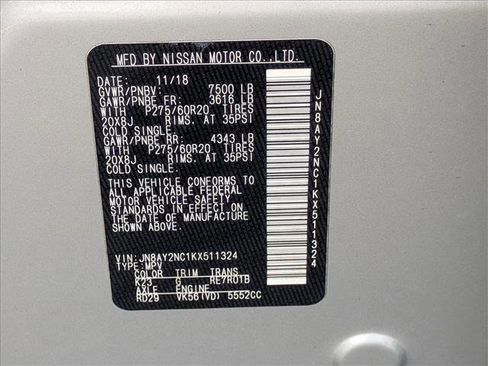 MFD BY NISSAN MOTOR CO.,LTD.
DATE: 11/18
GVWR/PNBV: 7500 LB
GAWR/PNBE FR: 3616 LB
WITH P275/60R20 TIRES
20X8J RIMS. AT 35PSI
COLD SINGLE.
GAWR/PNBE RR: 4343 LB
WITH P275/60R20 TIRES
20X8J RIMS. AT 35PSI
COLD SINGLE.
THIS VEHICLE CONFORMS TO
ALL APPLICABLE FEDERAL
MOTOR VEHICLE SAFETY
STANDARDS IN EFFECT ON
THE DATE OF MANUFACTURE
SHOWN ABOVE.
VIN: JN8AY2NC1KX511324
TYPE: MPV
COLOR TRIM TRANS
K23 G RE7R01B
AXLE ENGINE
RD29 VK56(VD) 5552CC
JN8AY2NC1KX511324